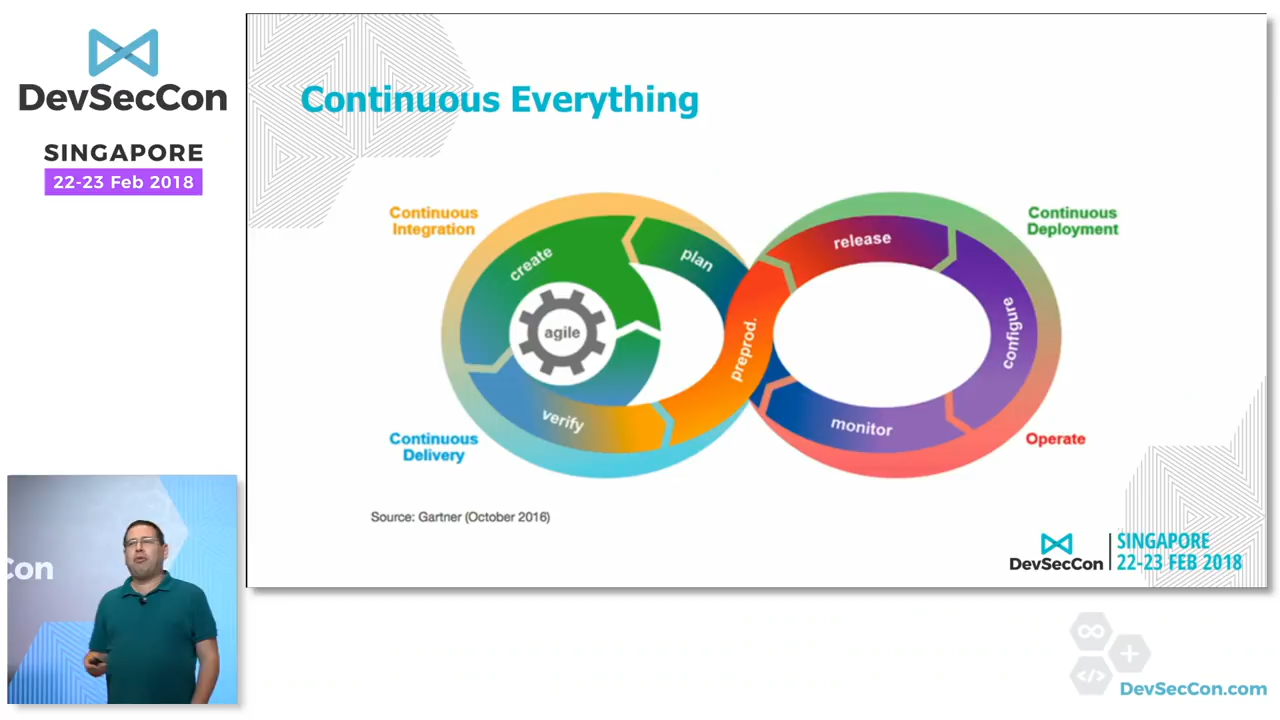 DevSecCon
SINGAPORE
22-23 Feb 2018
Continuous Everything
Continuous
Integration
create
plan
agile
verify
preprod.
Continuous
Delivery
release
configure
monitor
Continuous
Deployment
Operate
Source: Gartner (October 2016)
DevSecCon
SINGAPORE
22-23 FEB 2018
Con
DevSecCon.com